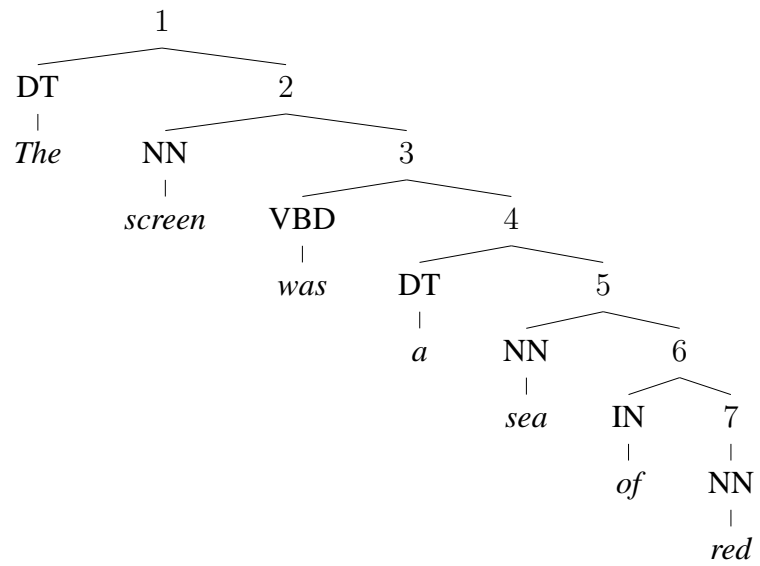 1
DT 2
The NN 3
screen VBD 4
was DT 5
a NN 6
sea IN 7
of NN
red